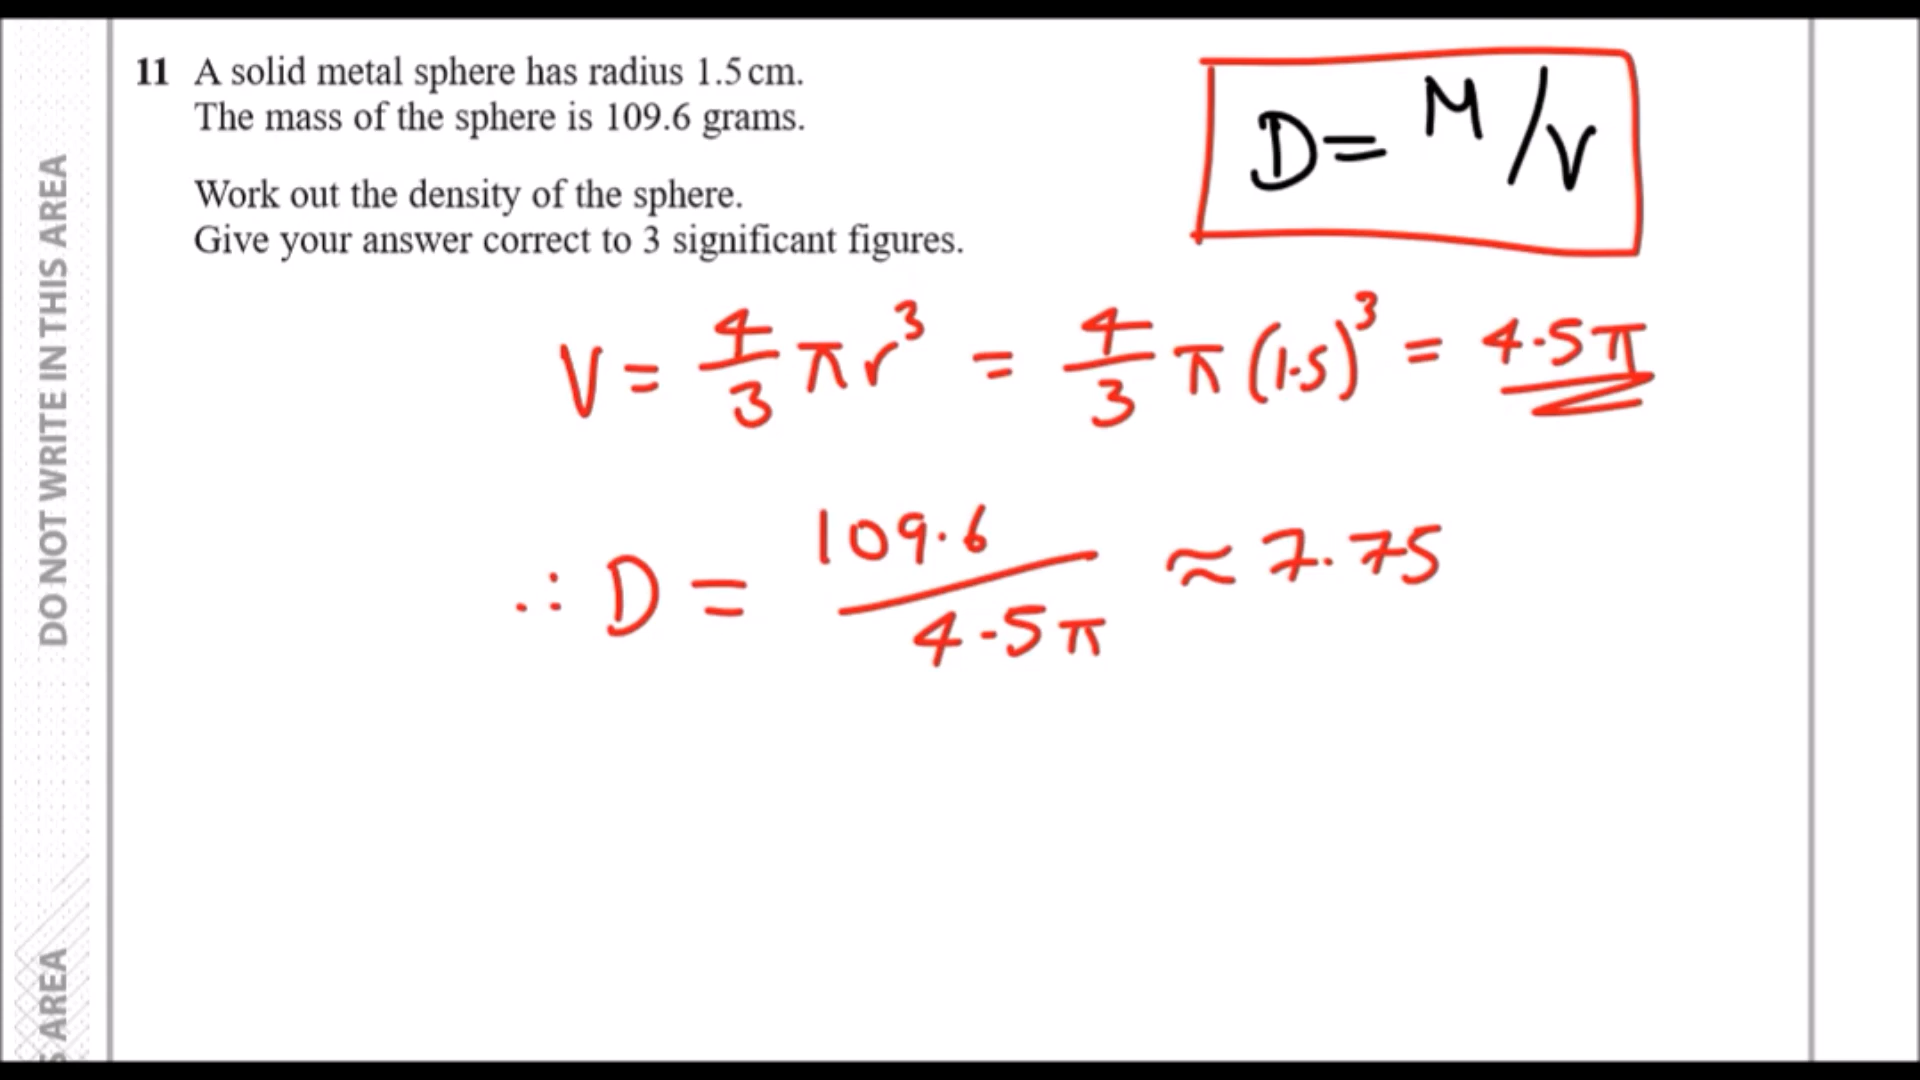 11 A solid metal sphere has radius 1.5 cm.
The mass of the sphere is 109.6 grams.
D = M/V
Work out the density of the sphere.
Give your answer correct to 3 significant figures.
V = 4/3 πr³ = 4/3 π(1.5)³ = 4.5π
∴ D = 109.6/4.5π ≈ 7.75
DO NOT WRITE IN THIS AREA
S AREA